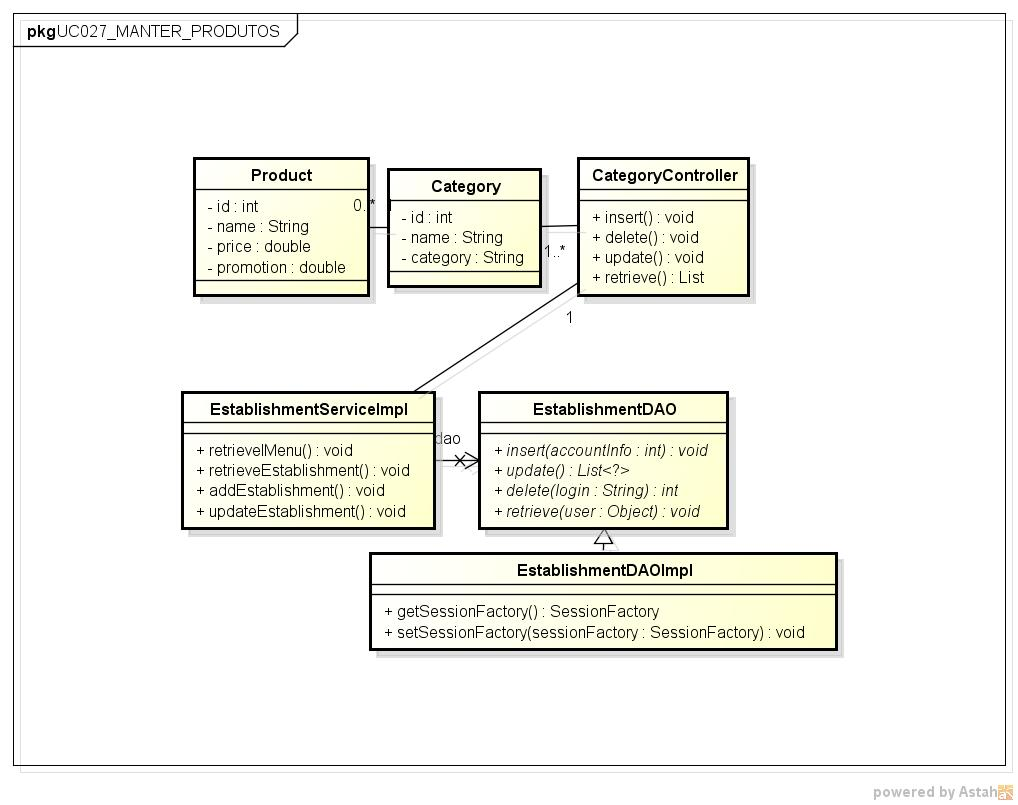 pkgUC027_MANTER_PRODUTOS
Product
- id : int
- name : String
- price : double
- promotion : double
0..*
Category
- id : int
- name : String
- category : String
1..*
CategoryController
+ insert() : void
+ delete() : void
+ update() : void
+ retrieve() : List
1
EstablishmentServiceImpl
+ retrievelMenu() : void
+ retrieveEstablishment() : void
+ addEstablishment() : void
+ updateEstablishment() : void
dao
EstablishmentDAO
+ insert(accountInfo : int) : void
+ update() : List<?>
+ delete(login : String) : int
+ retrieve(user : Object) : void
EstablishmentDAOImpl
+ getSessionFactory() : SessionFactory
+ setSessionFactory(sessionFactory : SessionFactory) : void
powered by Astah